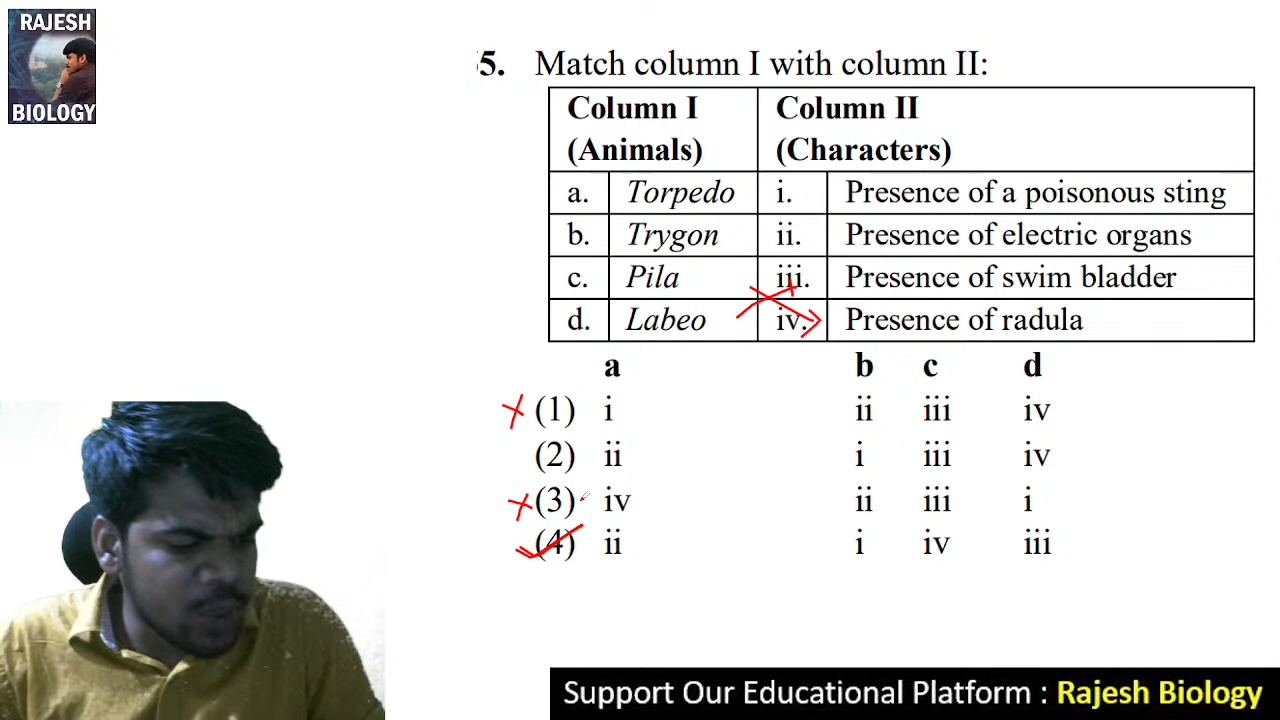 RAJESH
BIOLOGY
5. Match column I with column II:
Column I Column II
(Animals) (Characters)
a. Torpedo i. Presence of a poisonous sting
b. Trygon ii. Presence of electric organs
c. Pila iii. Presence of swim bladder
d. Labeo iv. Presence of radula
a b c d
(1) i ii iii iv
(2) ii i iii iv
(3) iv ii iii i
(4) ii i iv iii
Support Our Educational Platform : Rajesh Biology